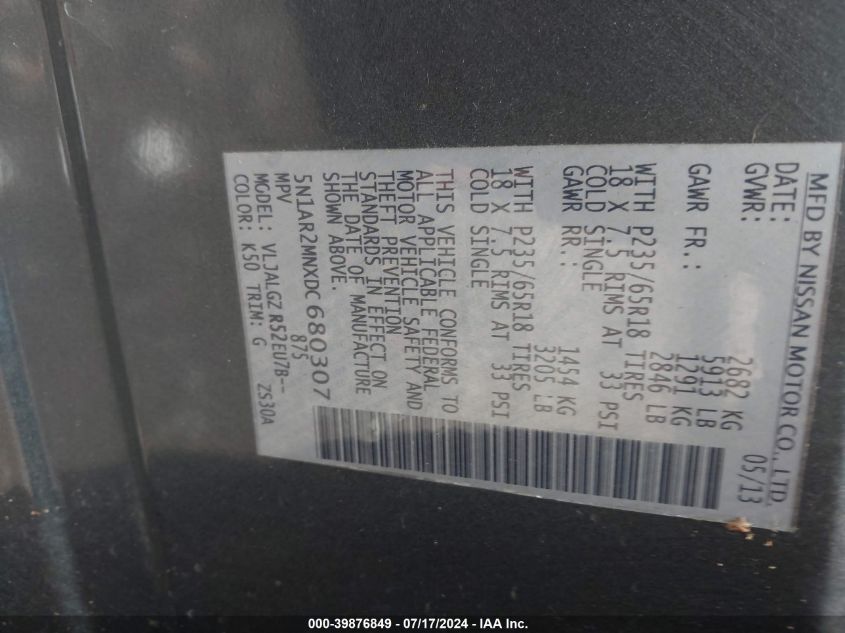 MFD BY NISSAN MOTOR CO., LTD.
DATE: 05/13
GVWR: 2682 KG
5913 LB
GAWR FR.: 1291 KG
2846 LB
WITH P235/65R18 TIRES
18 X 7.5 RIMS AT 33 PSI
COLD SINGLE
GAWR RR.: 1454 KG
3205 LB
WITH P235/65R18 TIRES
18 X 7.5 RIMS AT 33 PSI
COLD SINGLE
THIS VEHICLE CONFORMS TO
ALL APPLICABLE FEDERAL
MOTOR VEHICLE SAFETY AND
THEFT PREVENTION
STANDARDS IN EFFECT ON
THE DATE OF MANUFACTURE
SHOWN ABOVE.
5N1AR2MNXDC680307
MPV 875
MODEL: VLJALGZ R52EU7B--
COLOR: K50 TRIM: G ZS30A
000-39876849 / 07/17/2024 - IAA Inc.